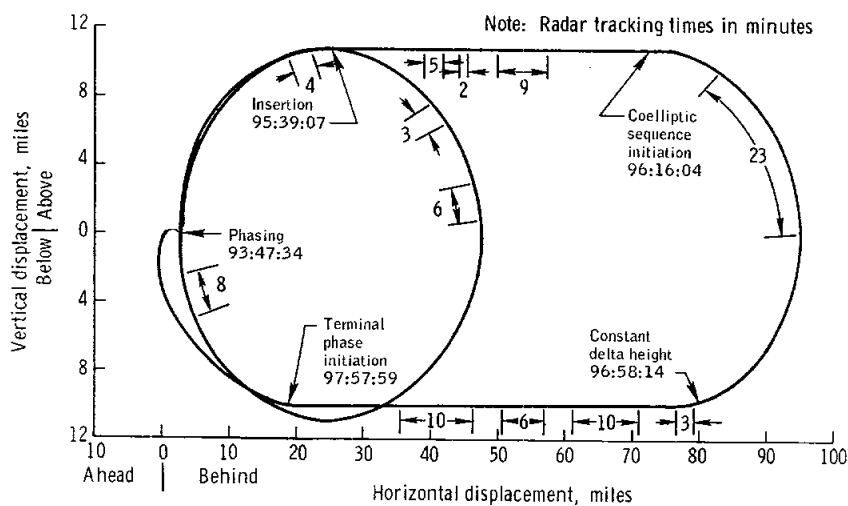 Note: Radar tracking times in minutes
12
8
4
0
4
8
12
Vertical displacement, miles
Below | Above
5
2
9
4
Insertion
95:39:07
3
Coelliptic
sequence
initiation
96:16:04
23
6
Phasing
93:47:34
8
Terminal
phase
initiation
97:57:59
Constant
delta height
96:58:14
10
6
10
3
10 0 10 20 30 40 50 60 70 80 90 100
Ahead | Behind
Horizontal displacement, miles